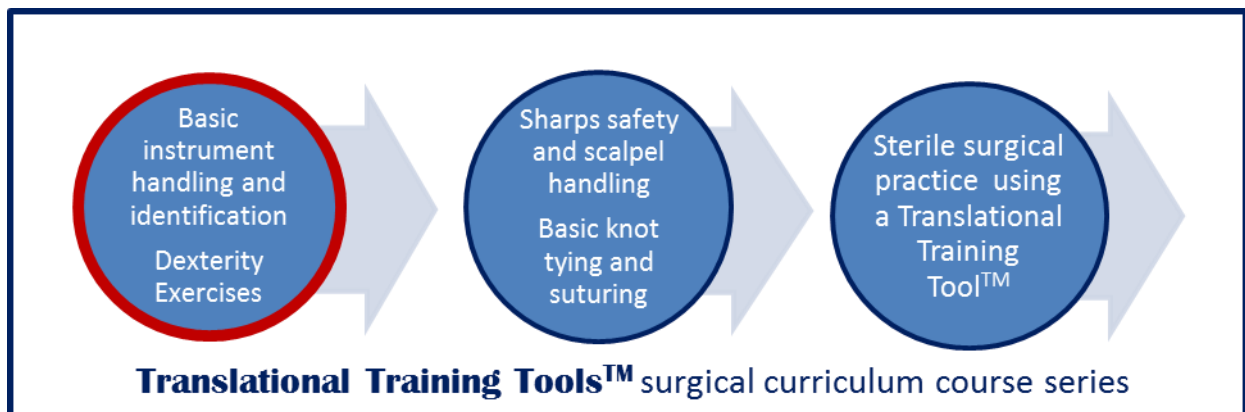 Basic
instrument
handling and
identification
Dexterity
Exercises
Sharps safety
and scalpel
handling
Basic knot
tying and
suturing
Sterile surgical
practice using
a Translational
Training
Tool™
Translational Training Tools™ surgical curriculum course series